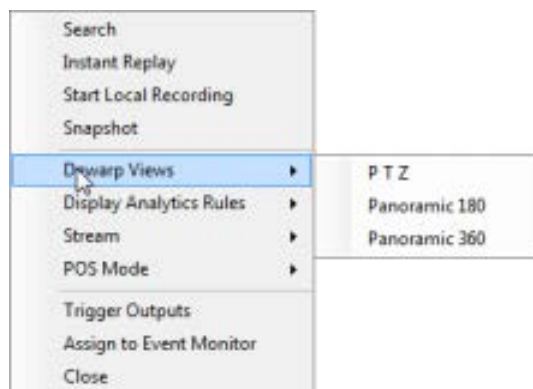 Search
Instant Replay
Start Local Recording
Snapshot
Dewarp Views
P T Z
Panoramic 180
Panoramic 360
Display Analytics Rules
Stream
POS Mode
Trigger Outputs
Assign to Event Monitor
Close